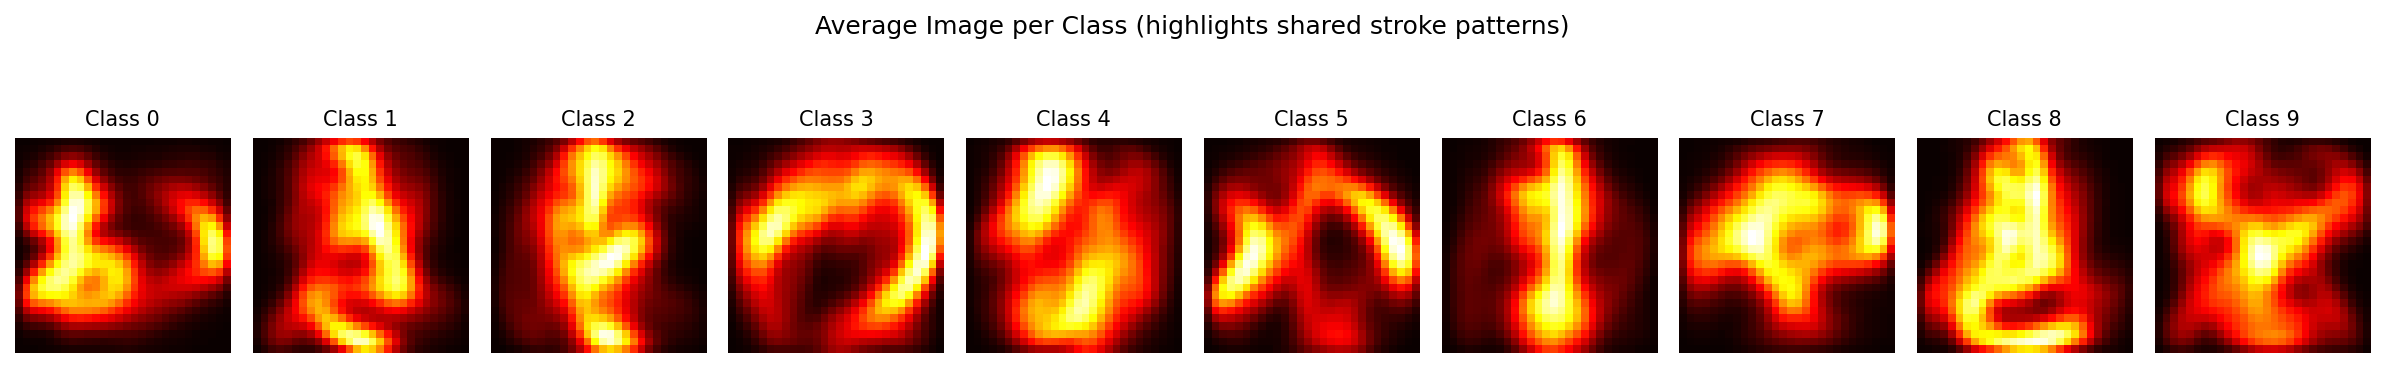 Average Image per Class (highlights shared stroke patterns)
Class 0 Class 1 Class 2 Class 3 Class 4 Class 5 Class 6 Class 7 Class 8 Class 9